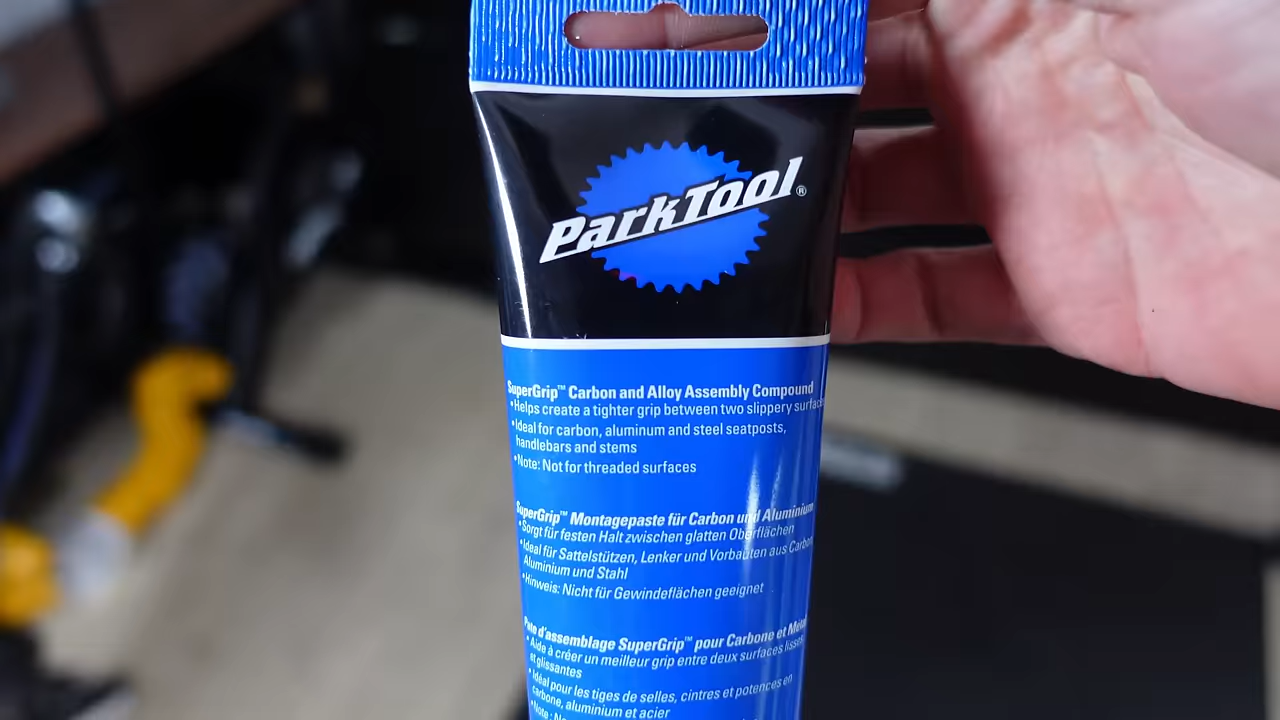 ParkTool®
SuperGrip™ Carbon and Alloy Assembly Compound
•Helps create a tighter grip between two slippery surfaces
•Ideal for carbon, aluminum and steel seatposts,
handlebars and stems
•Note: Not for threaded surfaces
SuperGrip™ Montagepaste für Carbon und Aluminium
•Sorgt für festen Halt zwischen glatten Oberflächen
•Ideal für Sattelstützen, Lenker und Vorbauten aus Carbon,
Aluminium und Stahl
•Hinweis: Nicht für Gewindeflächen geeignet
Pate d'assemblage SuperGrip™ pour Carbone et Métal
•Aide à créer un meilleur grip entre deux surfaces lisses
et glissantes
•Idéal pour les tiges de selles, cintres et potences en
carbone, aluminium et acier
•Note :